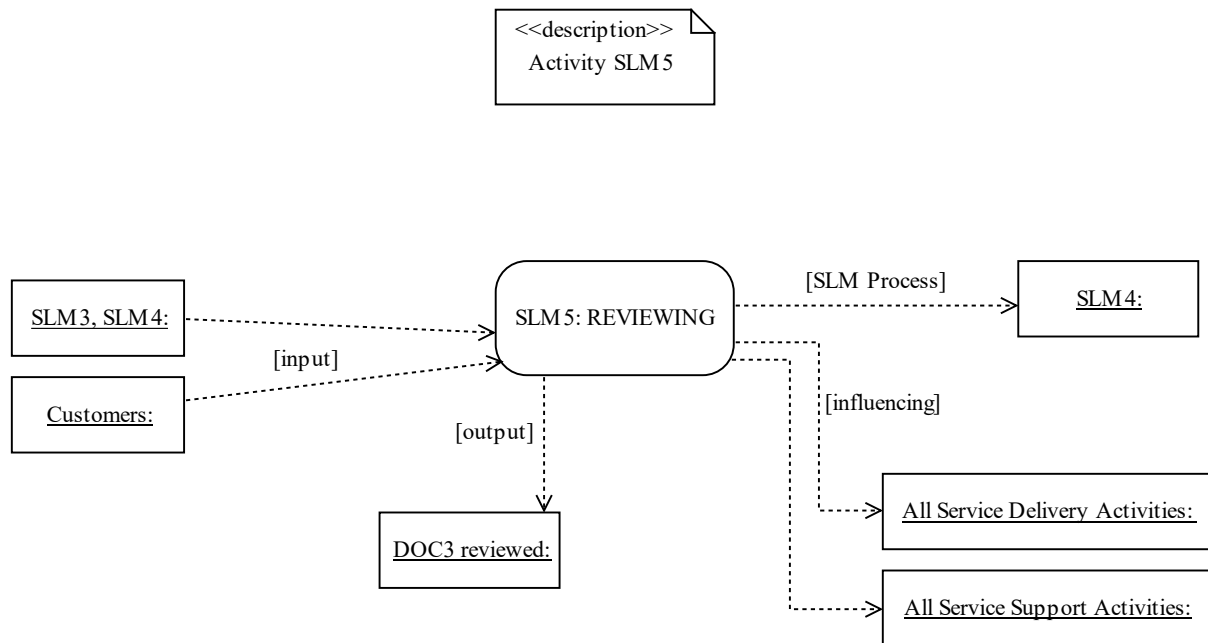 <<description>>
Activity SLM5
[SLM Process]
SLM4:
SLM3, SLM4:
SLM5: REVIEWING
[input]
Customers:
[influencing]
[output]
All Service Delivery Activities:
DOC3 reviewed:
All Service Support Activities: